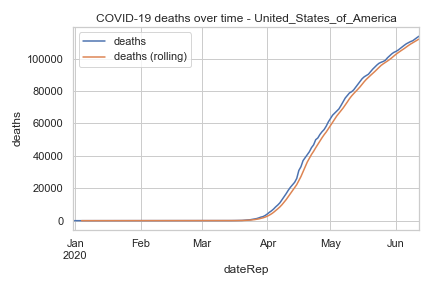 COVID-19 deaths over time - United_States_of_America
deaths
deaths (rolling)
100000
80000
60000
40000
20000
0
deaths
Jan
2020
Feb
Mar
Apr
May
Jun
dateRep